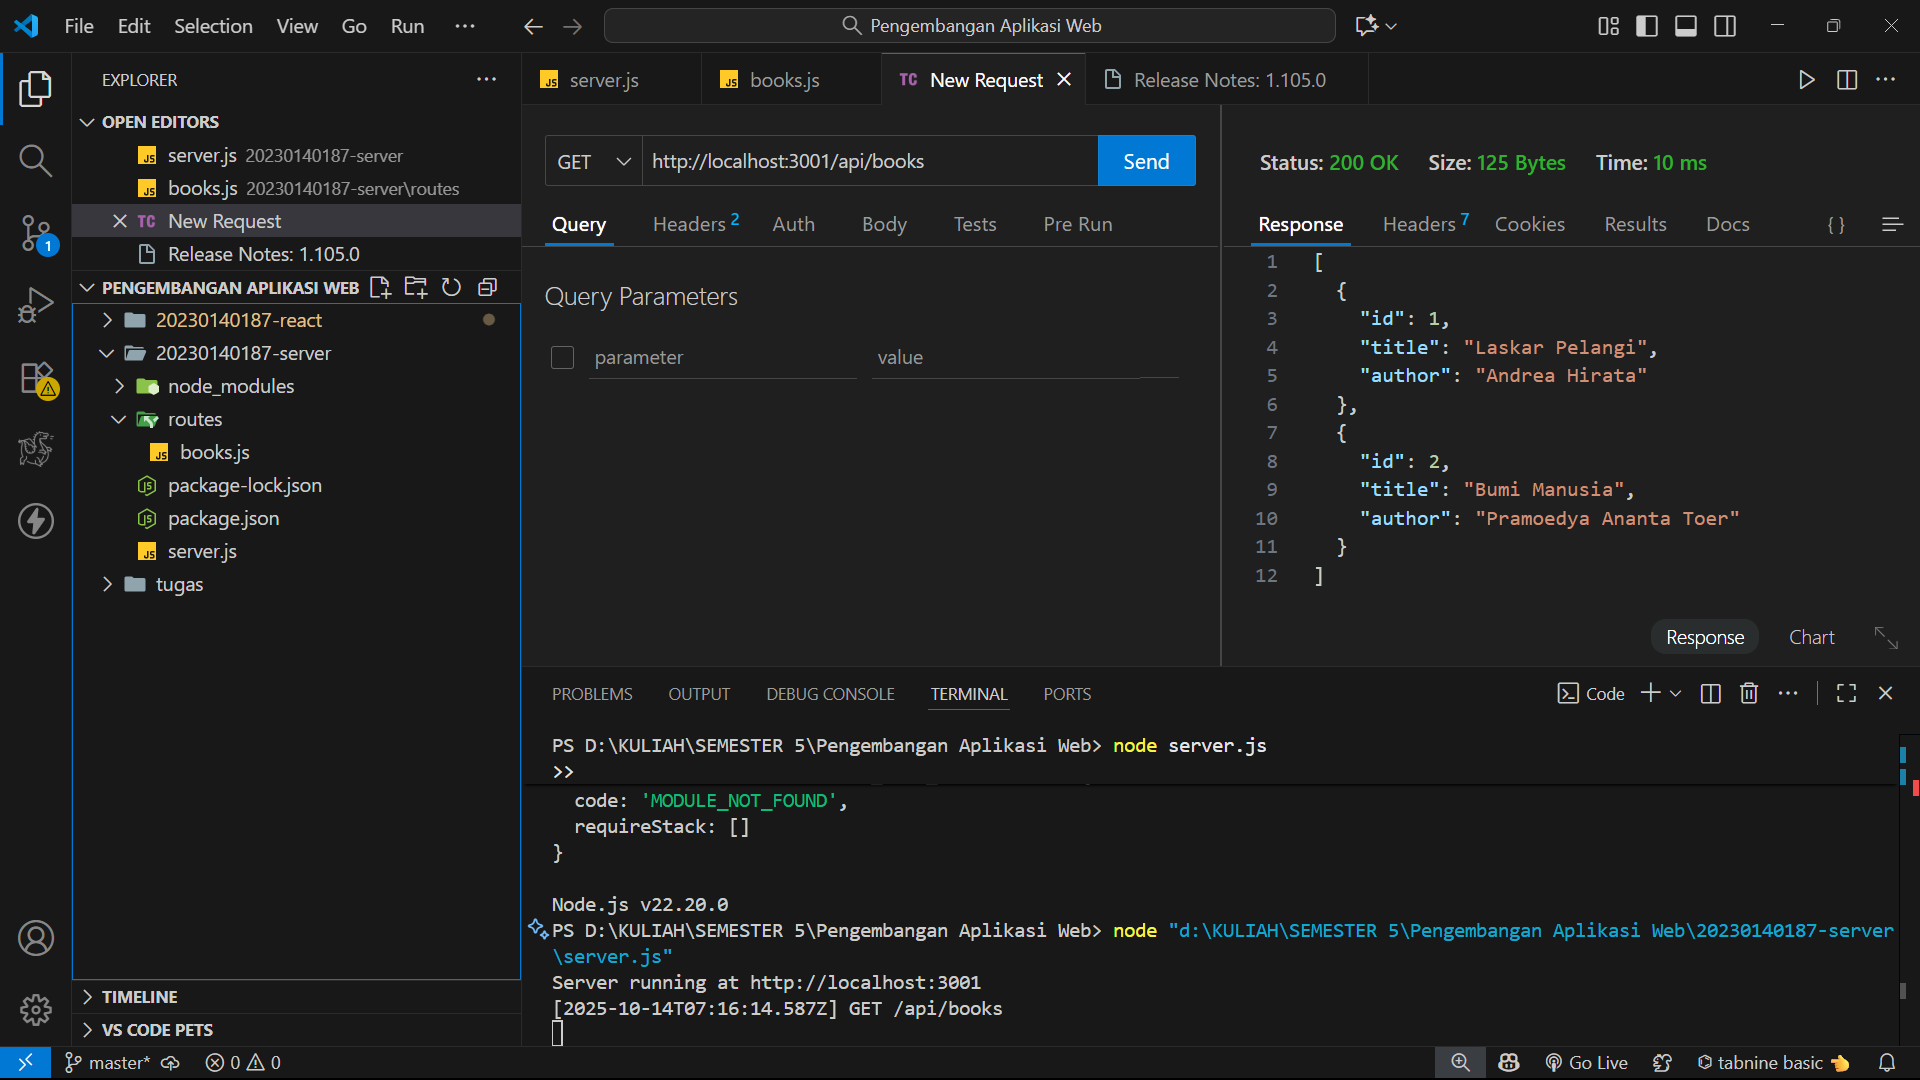 File Edit Selection View Go Run ···
Pengembangan Aplikasi Web
EXPLORER
OPEN EDITORS
server.js 20230140187-server
books.js 20230140187-server\routes
TC New Request
Release Notes: 1.105.0
PENGEMBANGAN APLIKASI WEB
20230140187-react
20230140187-server
node_modules
routes
books.js
package-lock.json
package.json
server.js
tugas
TIMELINE
VS CODE PETS
1
server.js
books.js
TC New Request
Release Notes: 1.105.0
GET
http://localhost:3001/api/books
Send
Query Headers 2 Auth Body Tests Pre Run
Query Parameters
parameter value
Status: 200 OK Size: 125 Bytes Time: 10 ms
Response Headers 7 Cookies Results Docs { }
1 [
2 {
3 "id": 1,
4 "title": "Laskar Pelangi",
5 "author": "Andrea Hirata"
6 },
7 {
8 "id": 2,
9 "title": "Bumi Manusia",
10 "author": "Pramoedya Ananta Toer"
11 }
12 ]
Response Chart
PROBLEMS OUTPUT DEBUG CONSOLE TERMINAL PORTS
Code
PS D:\KULIAH\SEMESTER 5\Pengembangan Aplikasi Web> node server.js
>>
code: 'MODULE_NOT_FOUND',
requireStack: []
}
Node.js v22.20.0
PS D:\KULIAH\SEMESTER 5\Pengembangan Aplikasi Web> node "d:\KULIAH\SEMESTER 5\Pengembangan Aplikasi Web\20230140187-server
\server.js"
Server running at http://localhost:3001
[2025-10-14T07:16:14.587Z] GET /api/books
master* 0 0
Go Live
tabnine basic